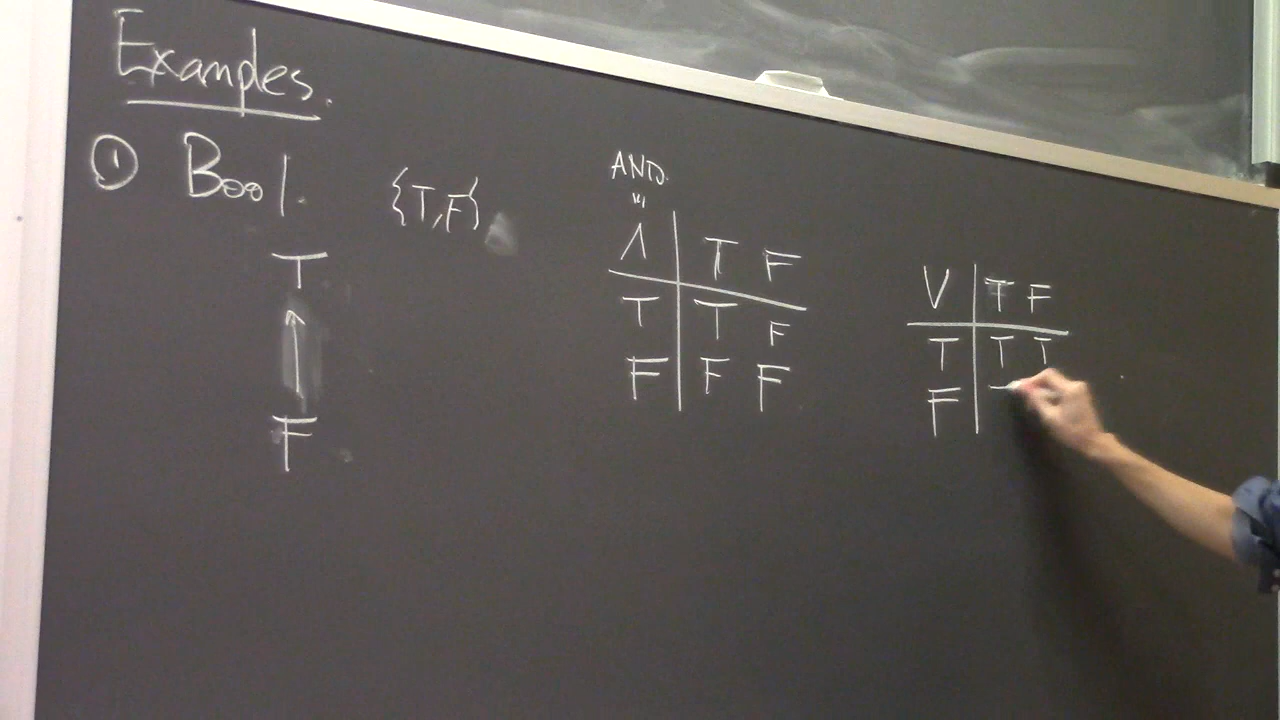 Examples.
① Bool. {T,F}
T
↑
F
AND.
∧ | T F
T | T F
F | F F
V | T F
T | T T
F |